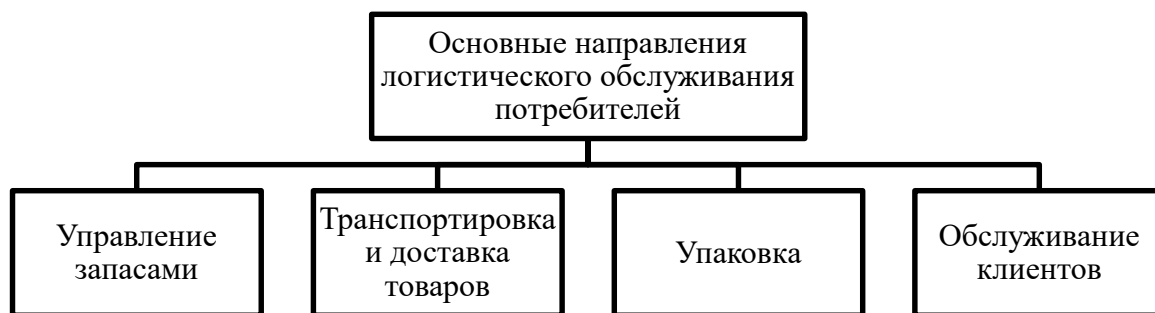 Основные направления
логистического обслуживания
потребителей
Управление
запасами
Транспортировка
и доставка
товаров
Упаковка
Обслуживание
клиентов